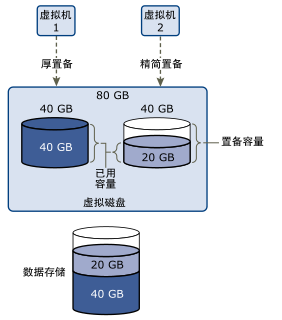 虚拟机
1
虚拟机
2
厚置备
精简置备
80 GB
40 GB
40 GB
40 GB
20 GB
置备容量
已用
容量
虚拟磁盘
数据存储
20 GB
40 GB